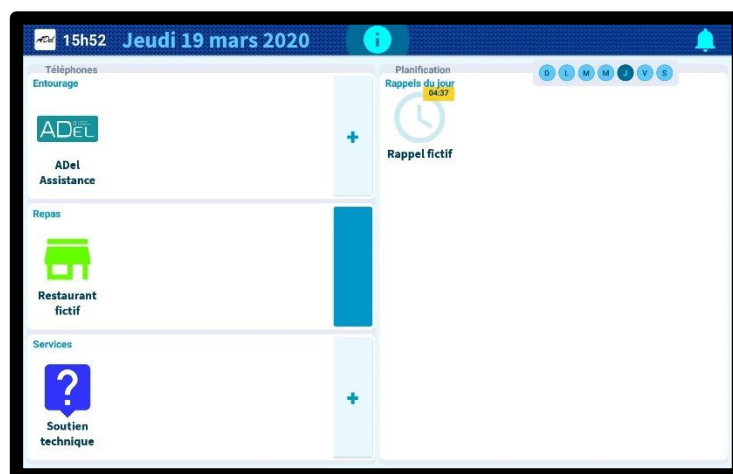 ADel 15h52 Jeudi 19 mars 2020 i
Téléphones
Entourage
ADEL
+
ADel
Assistance
Repas
Restaurant
fictif
Services
?
+
Soutien
technique
Planification
D L M M J V S
Rappels du jour
04:37
Rappel fictif